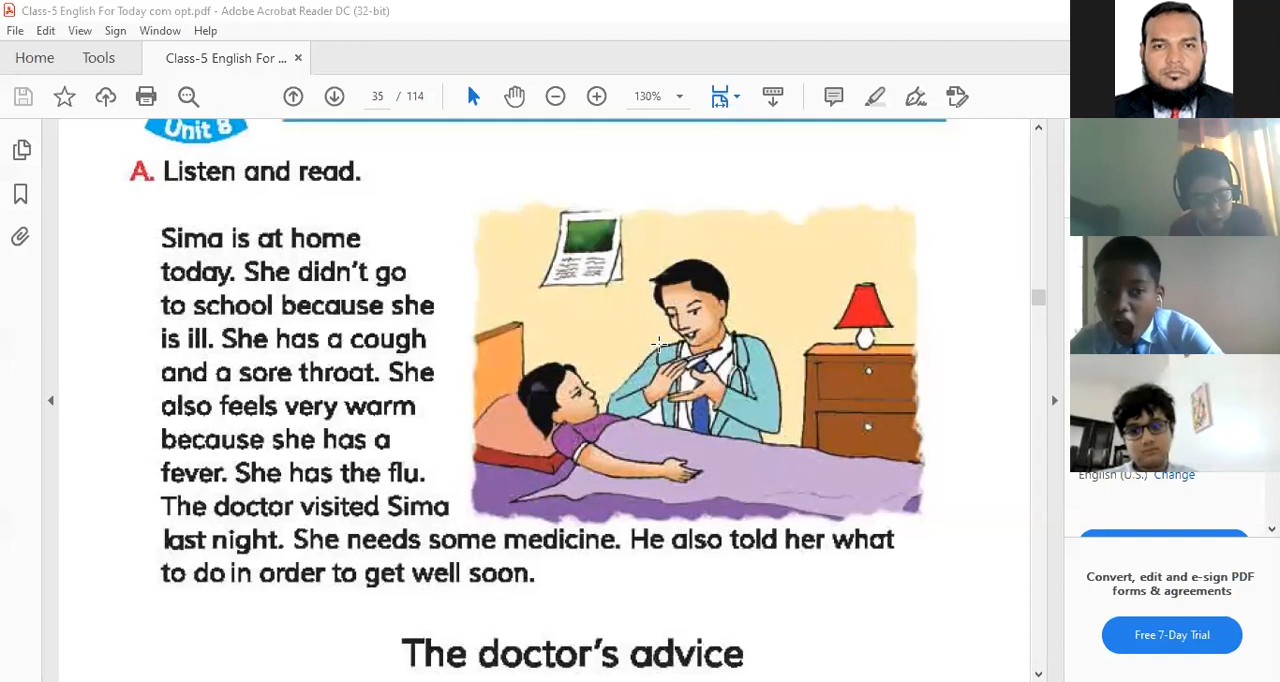 Class-5 English For Today com opt.pdf - Adobe Acrobat Reader DC (32-bit)
File Edit View Sign Window Help
Home Tools Class-5 English For ... ×
35 / 114 130%
Unit 8
A. Listen and read.
Sima is at home
today. She didn't go
to school because she
is ill. She has a cough
and a sore throat. She
also feels very warm
because she has a
fever. She has the flu.
The doctor visited Sima
last night. She needs some medicine. He also told her what
to do in order to get well soon.
The doctor's advice
English (U.S.) Change
Convert, edit and e-sign PDF
forms & agreements
Free 7-Day Trial